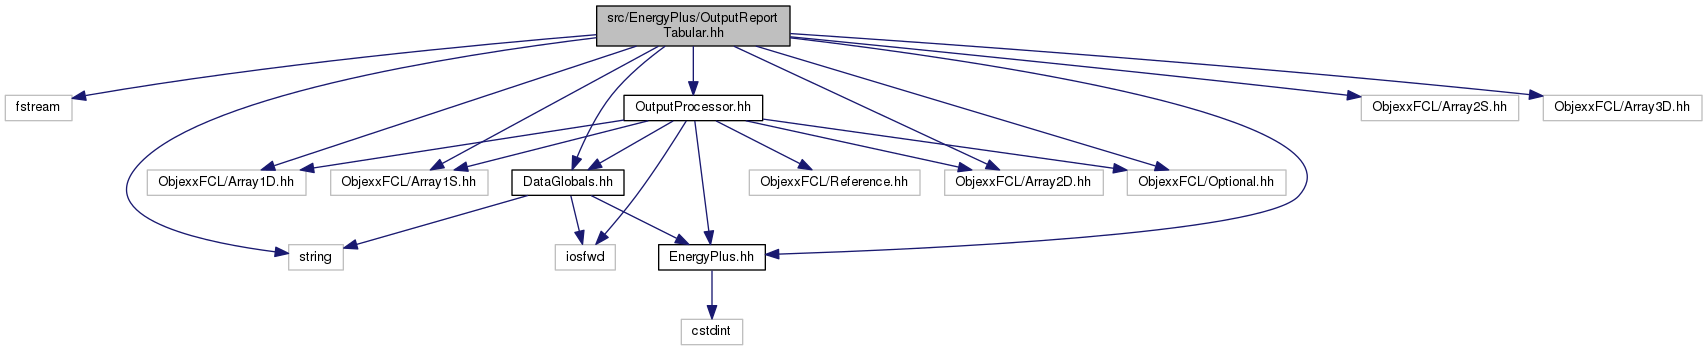 src/EnergyPlus/OutputReport
Tabular.hh
fstream
OutputProcessor.hh
ObjexxFCL/Array2S.hh
ObjexxFCL/Array3D.hh
ObjexxFCL/Array1D.hh
ObjexxFCL/Array1S.hh
DataGlobals.hh
ObjexxFCL/Reference.hh
ObjexxFCL/Array2D.hh
ObjexxFCL/Optional.hh
string
iosfwd
EnergyPlus.hh
cstdint